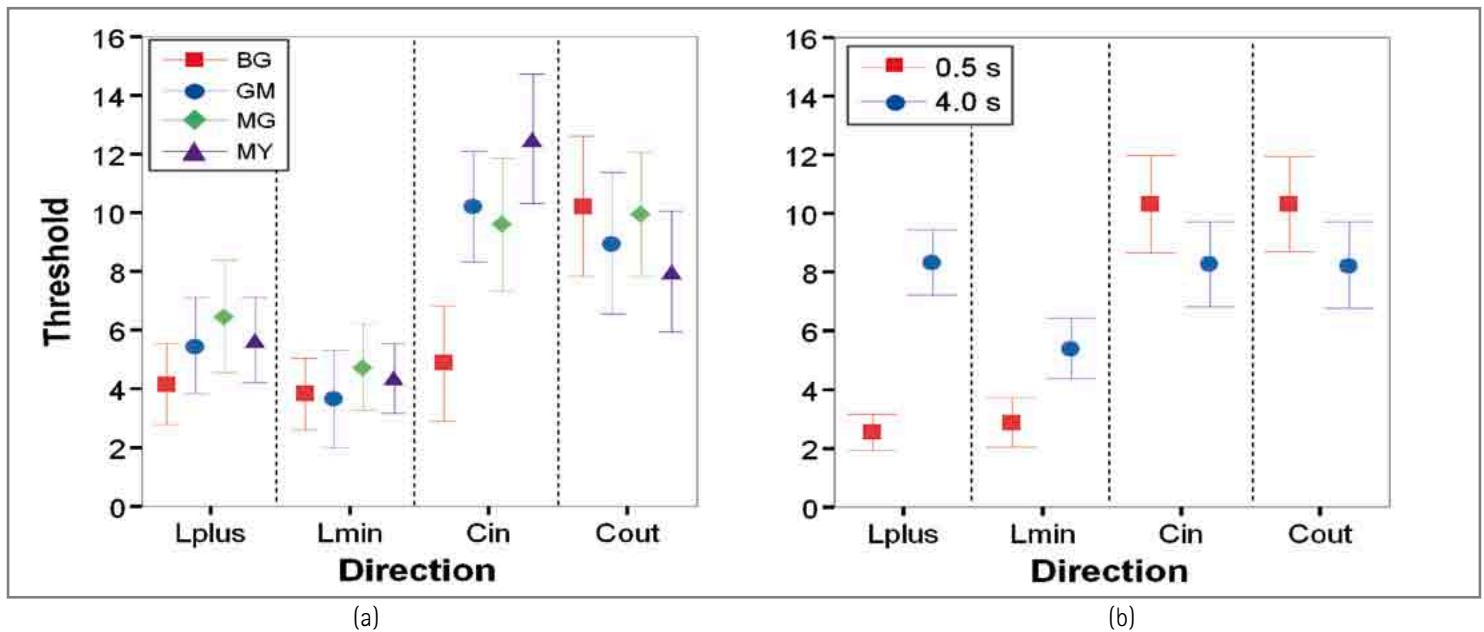 Threshold
16
14
12
10
8
6
4
2
0
BG
GM
MG
MY
Lplus Lmin Cin Cout
Direction
(a)
16
14
12
10
8
6
4
2
0
0.5 s
4.0 s
Lplus Lmin Cin Cout
Direction
(b)